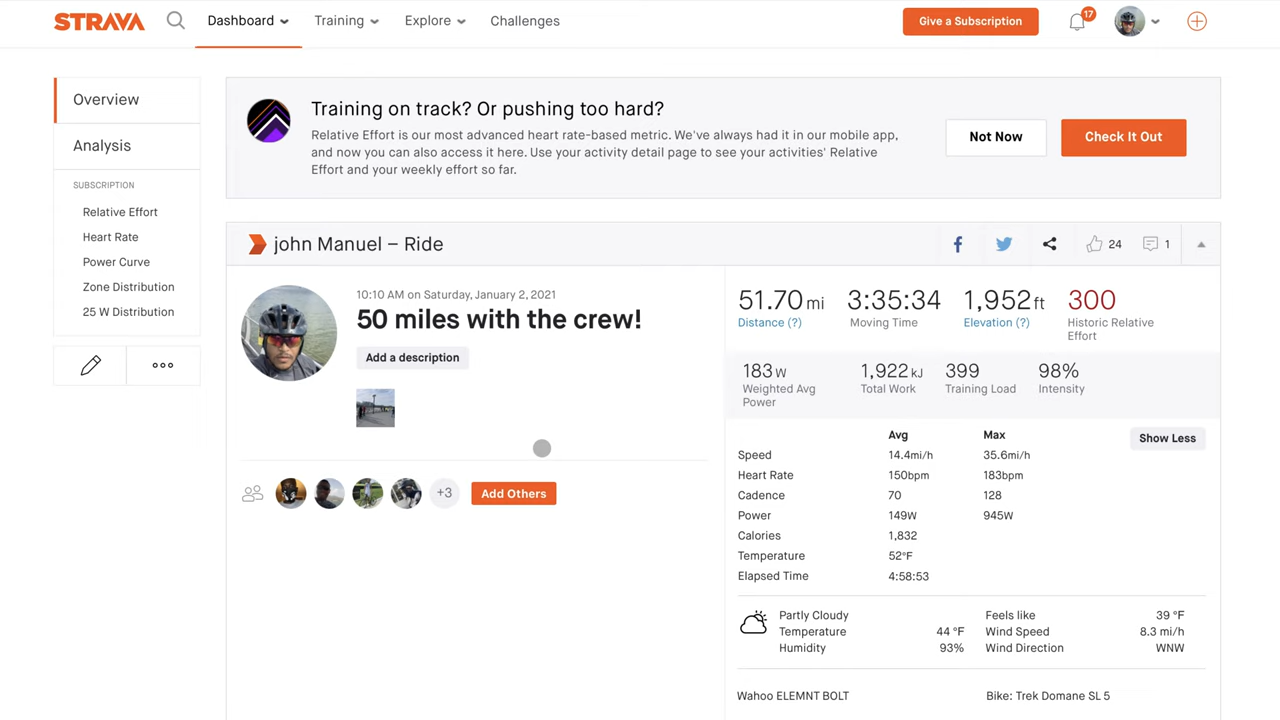 STRAVA
Dashboard
Training
Explore
Challenges
Give a Subscription
17
Overview
Analysis
SUBSCRIPTION
Relative Effort
Heart Rate
Power Curve
Zone Distribution
25 W Distribution
Training on track? Or pushing too hard?
Relative Effort is our most advanced heart rate-based metric. We've always had it in our mobile app,
and now you can also access it here. Use your activity detail page to see your activities' Relative
Effort and your weekly effort so far.
Not Now
Check It Out
john Manuel – Ride
24
1
10:10 AM on Saturday, January 2, 2021
50 miles with the crew!
Add a description
+3
Add Others
51.70 mi 3:35:34 1,952 ft 300
Distance (?) Moving Time Elevation (?) Historic Relative
Effort
183 W 1,922 kJ 399 98%
Weighted Avg Total Work Training Load Intensity
Power
Avg Max
Show Less
Speed 14.4mi/h 35.6mi/h
Heart Rate 150bpm 183bpm
Cadence 70 128
Power 149W 945W
Calories 1,832
Temperature 52°F
Elapsed Time 4:58:53
Partly Cloudy Feels like 39 °F
Temperature 44 °F Wind Speed 8.3 mi/h
Humidity 93% Wind Direction WNW
Wahoo ELEMNT BOLT Bike: Trek Domane SL 5